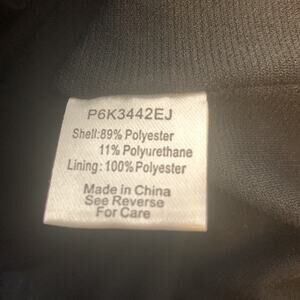 P6K3442EJ
Shell:89% Polyester
11% Polyurethane
Lining: 100% Polyester
Made in China
See Reverse
For Care